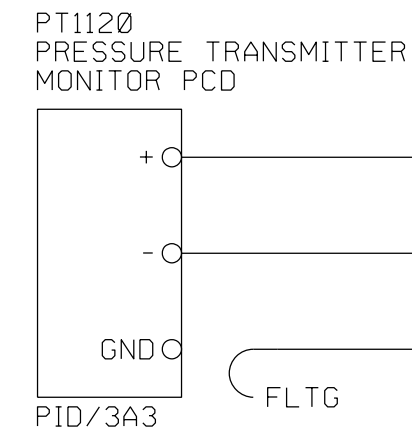 PT1120
PRESSURE TRANSMITTER
MONITOR PCD
+
-
GND
FLTG
PID/3A3